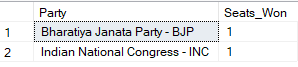 Party Seats_Won
1 Bharatiya Janata Party - BJP 1
2 Indian National Congress - INC 1